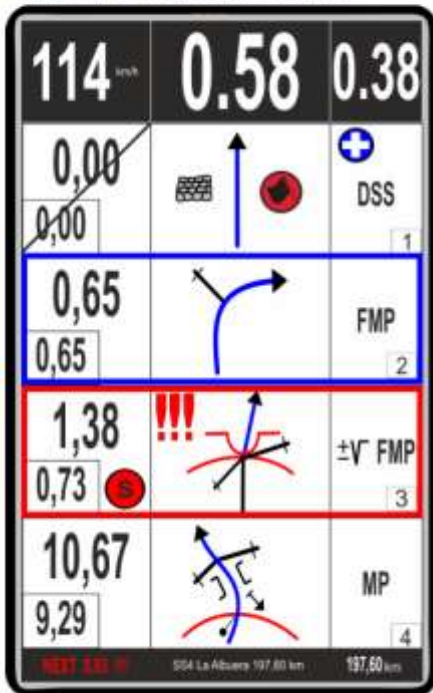 114 km/h 0.58 0.38
0,00
0,00
DSS
1
0,65
0,65
FMP
2
1,38
0,73
S
!!!
±V¯ FMP
3
10,67
9,29
MP
4
SS4 La Albuera 197,60 km 197,60 km